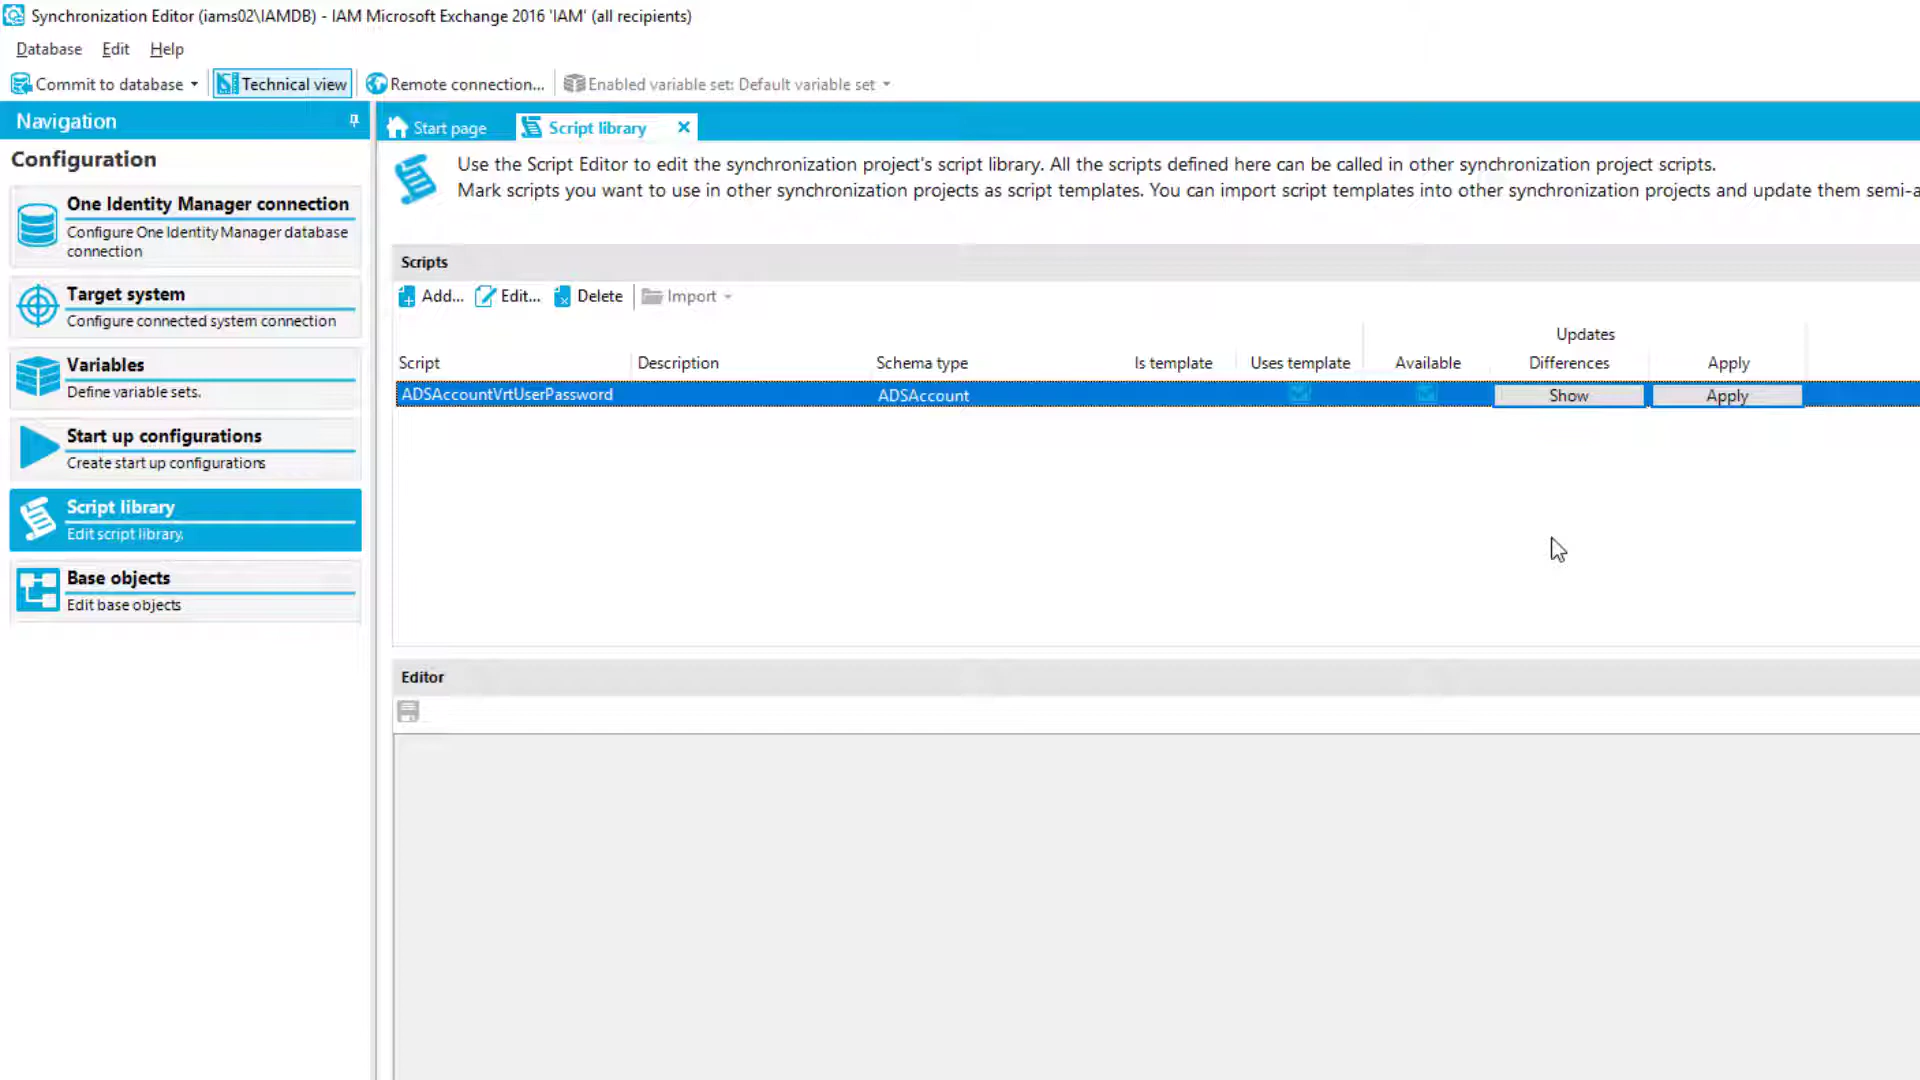 Synchronization Editor (iams02\IAMDB) - IAM Microsoft Exchange 2016 'IAM' (all recipients)
Database Edit Help
Commit to database Technical view Remote connection... Enabled variable set: Default variable set
Navigation
Configuration
One Identity Manager connection
Configure One Identity Manager database
connection
Target system
Configure connected system connection
Variables
Define variable sets.
Start up configurations
Create start up configurations
Script library
Edit script library.
Base objects
Edit base objects
Start page Script library
Use the Script Editor to edit the synchronization project's script library. All the scripts defined here can be called in other synchronization project scripts.
Mark scripts you want to use in other synchronization projects as script templates. You can import script templates into other synchronization projects and update them semi-a
Scripts
Add... Edit... Delete Import
Updates
Script Description Schema type Is template Uses template Available Differences Apply
ADSAccountVrtUserPassword ADSAccount Show Apply
Editor